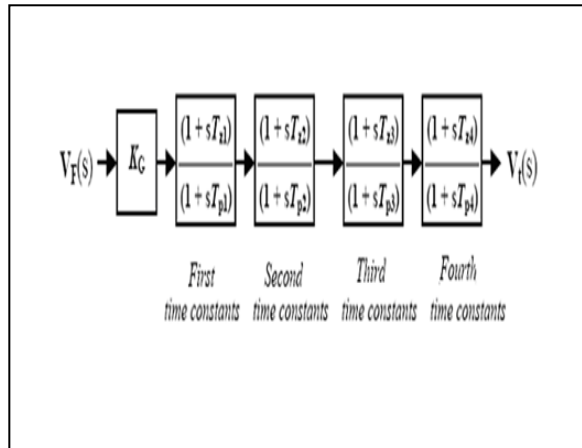 V_F(s)
K_G
(1 + sT_z1)
(1 + sT_p1)
(1 + sT_z2)
(1 + sT_p2)
(1 + sT_z3)
(1 + sT_p3)
(1 + sT_z4)
(1 + sT_p4)
V_t(s)
First
time constants
Second
time constants
Third
time constants
Fourth
time constants